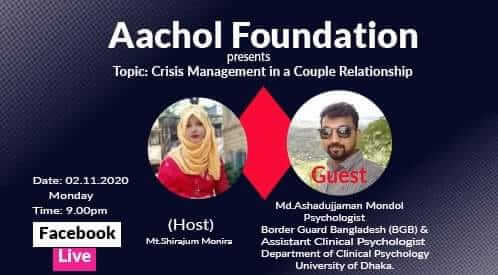 Aachol Foundation
presents
Topic: Crisis Management in a Couple Relationship
Guest
Date: 02.11.2020
Monday
Time: 9.00pm
Facebook
Live
(Host)
Mt.Shirajum Monira
Md.Ashadujjaman Mondol
Psychologist
Border Guard Bangladesh (BGB) &
Assistant Clinical Psychologist
Department of Clinical Psychology
University of Dhaka.